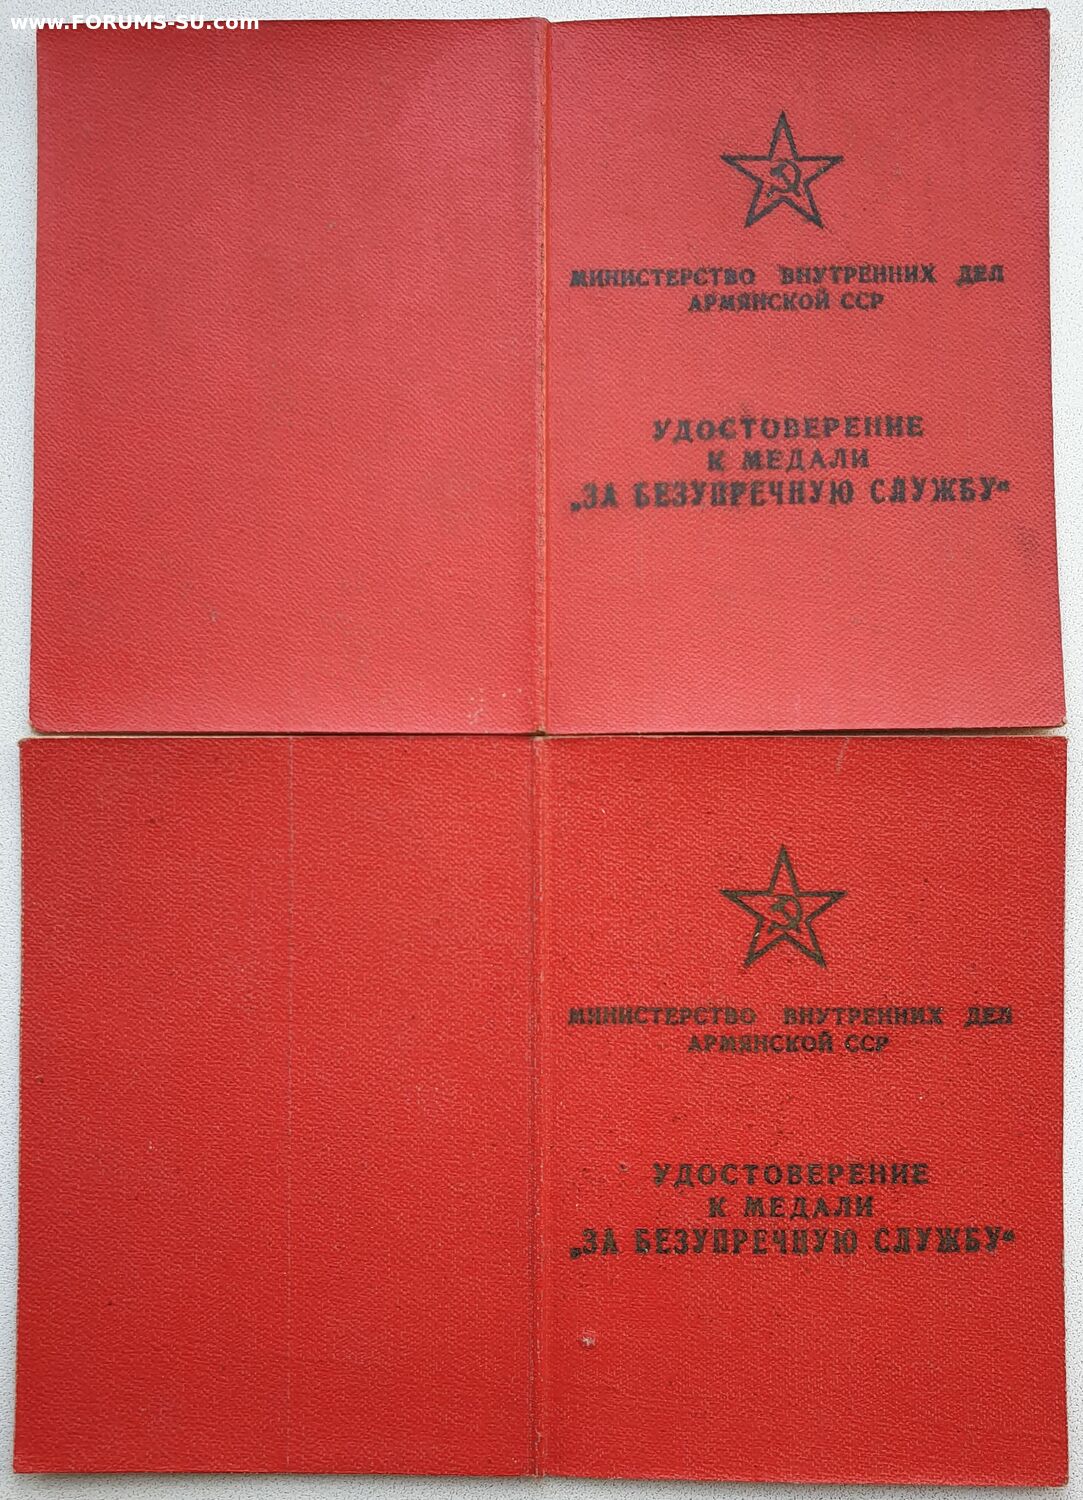 www.FORUMS-SU.com
МИНИСТЕРСТВО ВНУТРЕННИХ ДЕЛ
АРМЯНСКОЙ ССР
УДОСТОВЕРЕНИЕ
К МЕДАЛИ
„ЗА БЕЗУПРЕЧНУЮ СЛУЖБУ“
МИНИСТЕРСТВО ВНУТРЕННИХ ДЕЛ
АРМЯНСКОЙ ССР
УДОСТОВЕРЕНИЕ
К МЕДАЛИ
„ЗА БЕЗУПРЕЧНУЮ СЛУЖБУ“